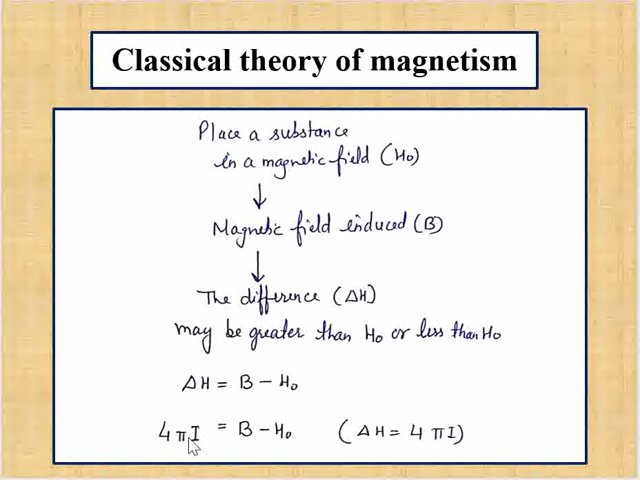 Classical theory of magnetism
Place a substance
in a magnetic field (H₀)
↓
Magnetic field induced (B)
↓
The difference (ΔH)
may be greater than H₀ or less than H₀
ΔH = B - H₀
4πI = B - H₀ (ΔH = 4πI)